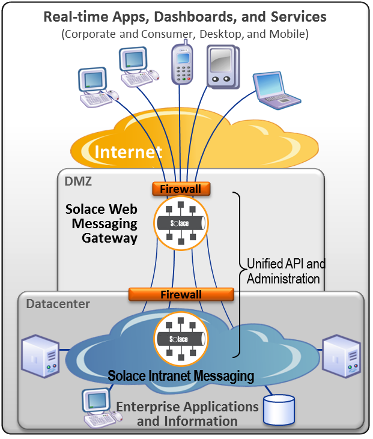 Real-time Apps, Dashboards, and Services
(Corporate and Consumer, Desktop, and Mobile)
Internet
DMZ
Firewall
Solace Web
Messaging
Gateway
Solace
Unified API and
Administration
Datacenter
Firewall
Solace
Solace Intranet Messaging
Enterprise Applications
and Information